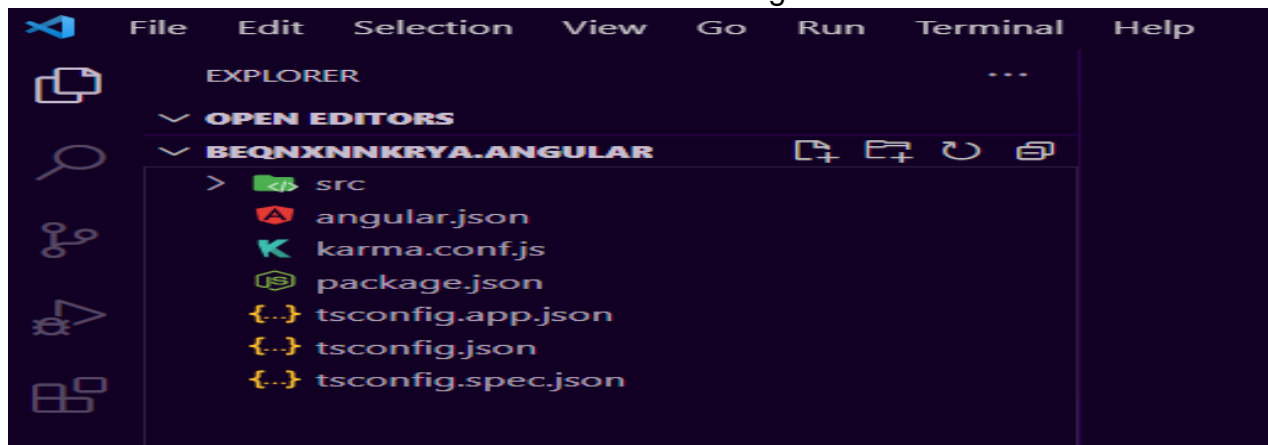 File Edit Selection View Go Run Terminal Help
EXPLORER ...
OPEN EDITORS
BEQNXNNKRYA.ANGULAR
src
angular.json
karma.conf.js
package.json
tsconfig.app.json
tsconfig.json
tsconfig.spec.json